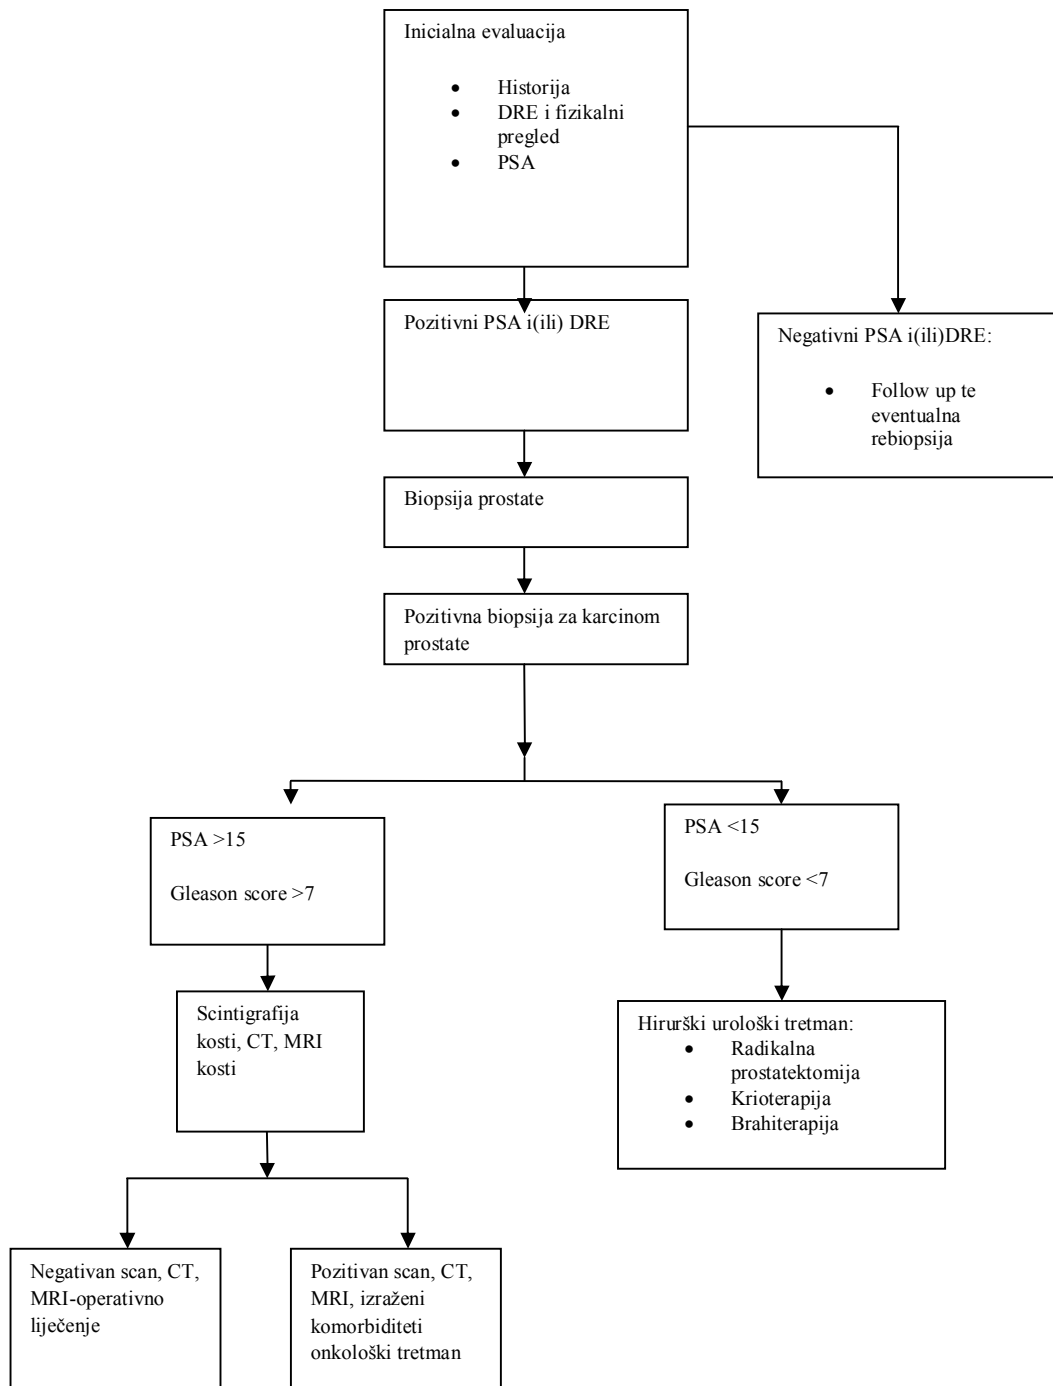 Inicialna evaluacija
• Historija
• DRE i fizikalni
pregled
• PSA
Pozitivni PSA i(ili) DRE
Negativni PSA i(ili)DRE:
• Follow up te
eventualna
rebiopsija
Biopsija prostate
Pozitivna biopsija za karcinom
prostate
PSA >15
Gleason score >7
PSA <15
Gleason score <7
Scintigrafija
kosti, CT, MRI
kosti
Hirurški urološki tretman:
• Radikalna
prostatektomija
• Krioterapija
• Brahiterapija
Negativan scan, CT,
MRI-operativno
liječenje
Pozitivan scan, CT,
MRI, izraženi
komorbiditeti
onkološki tretman